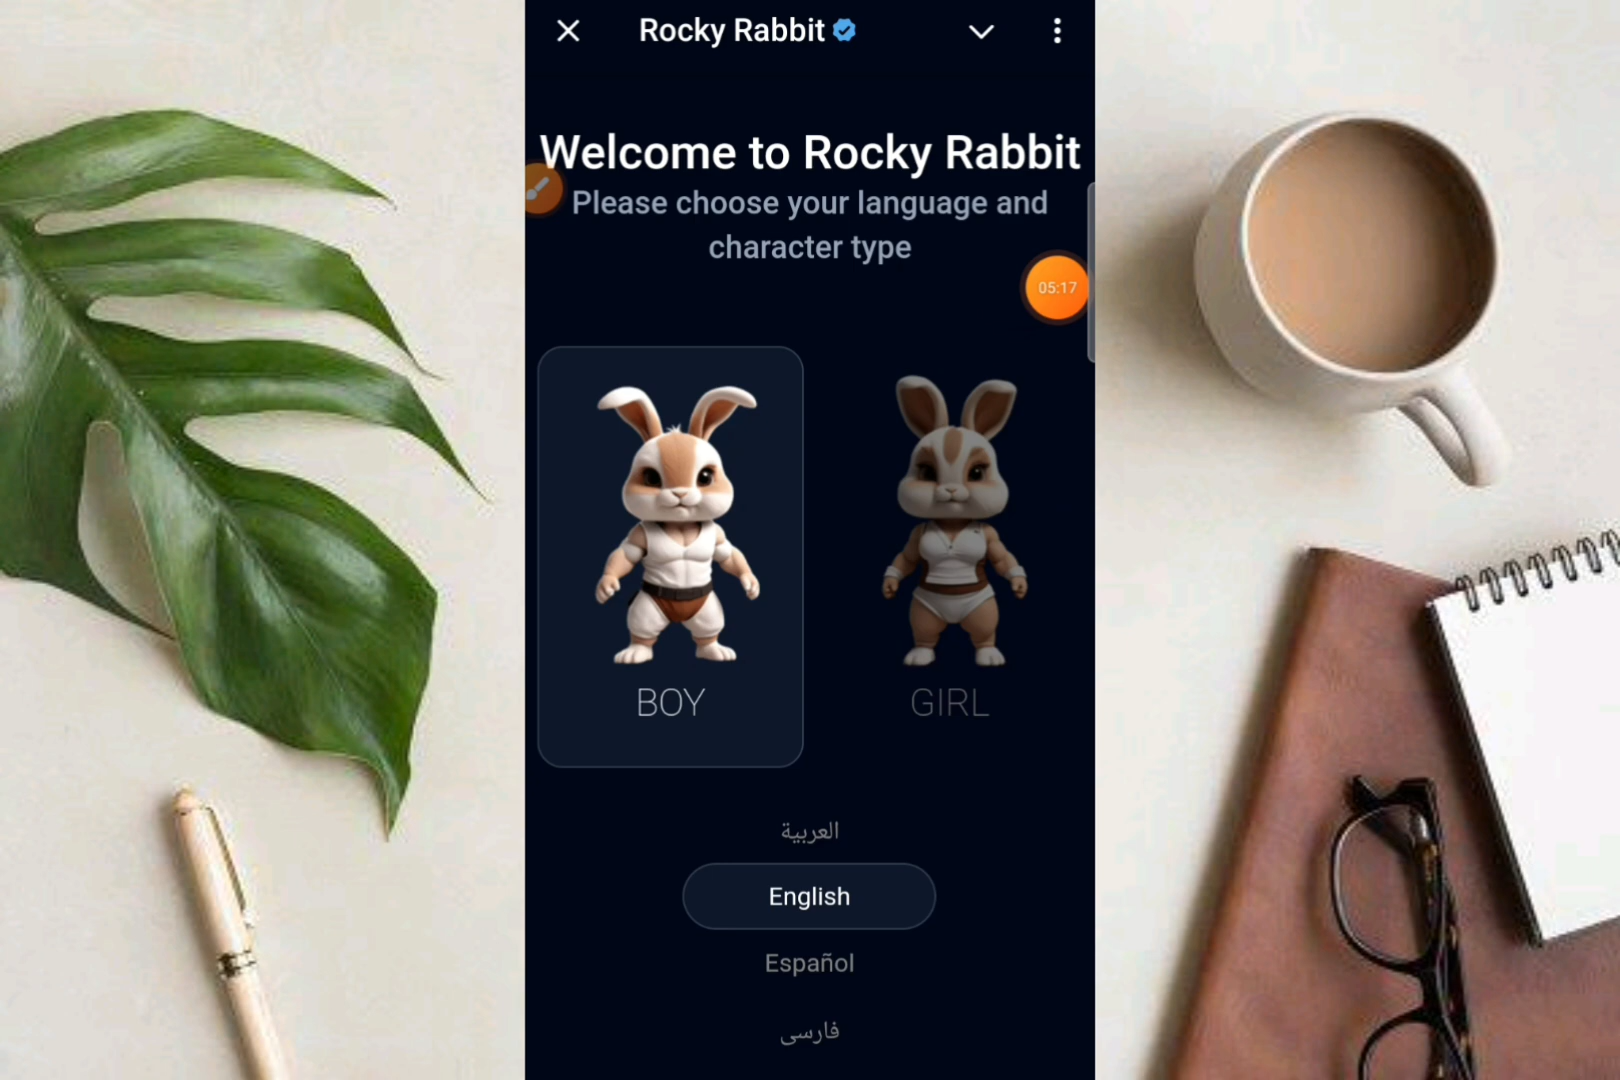 Rocky Rabbit
Welcome to Rocky Rabbit
Please choose your language and
character type
05:17
BOY
GIRL
العربية
English
Español
فارسی